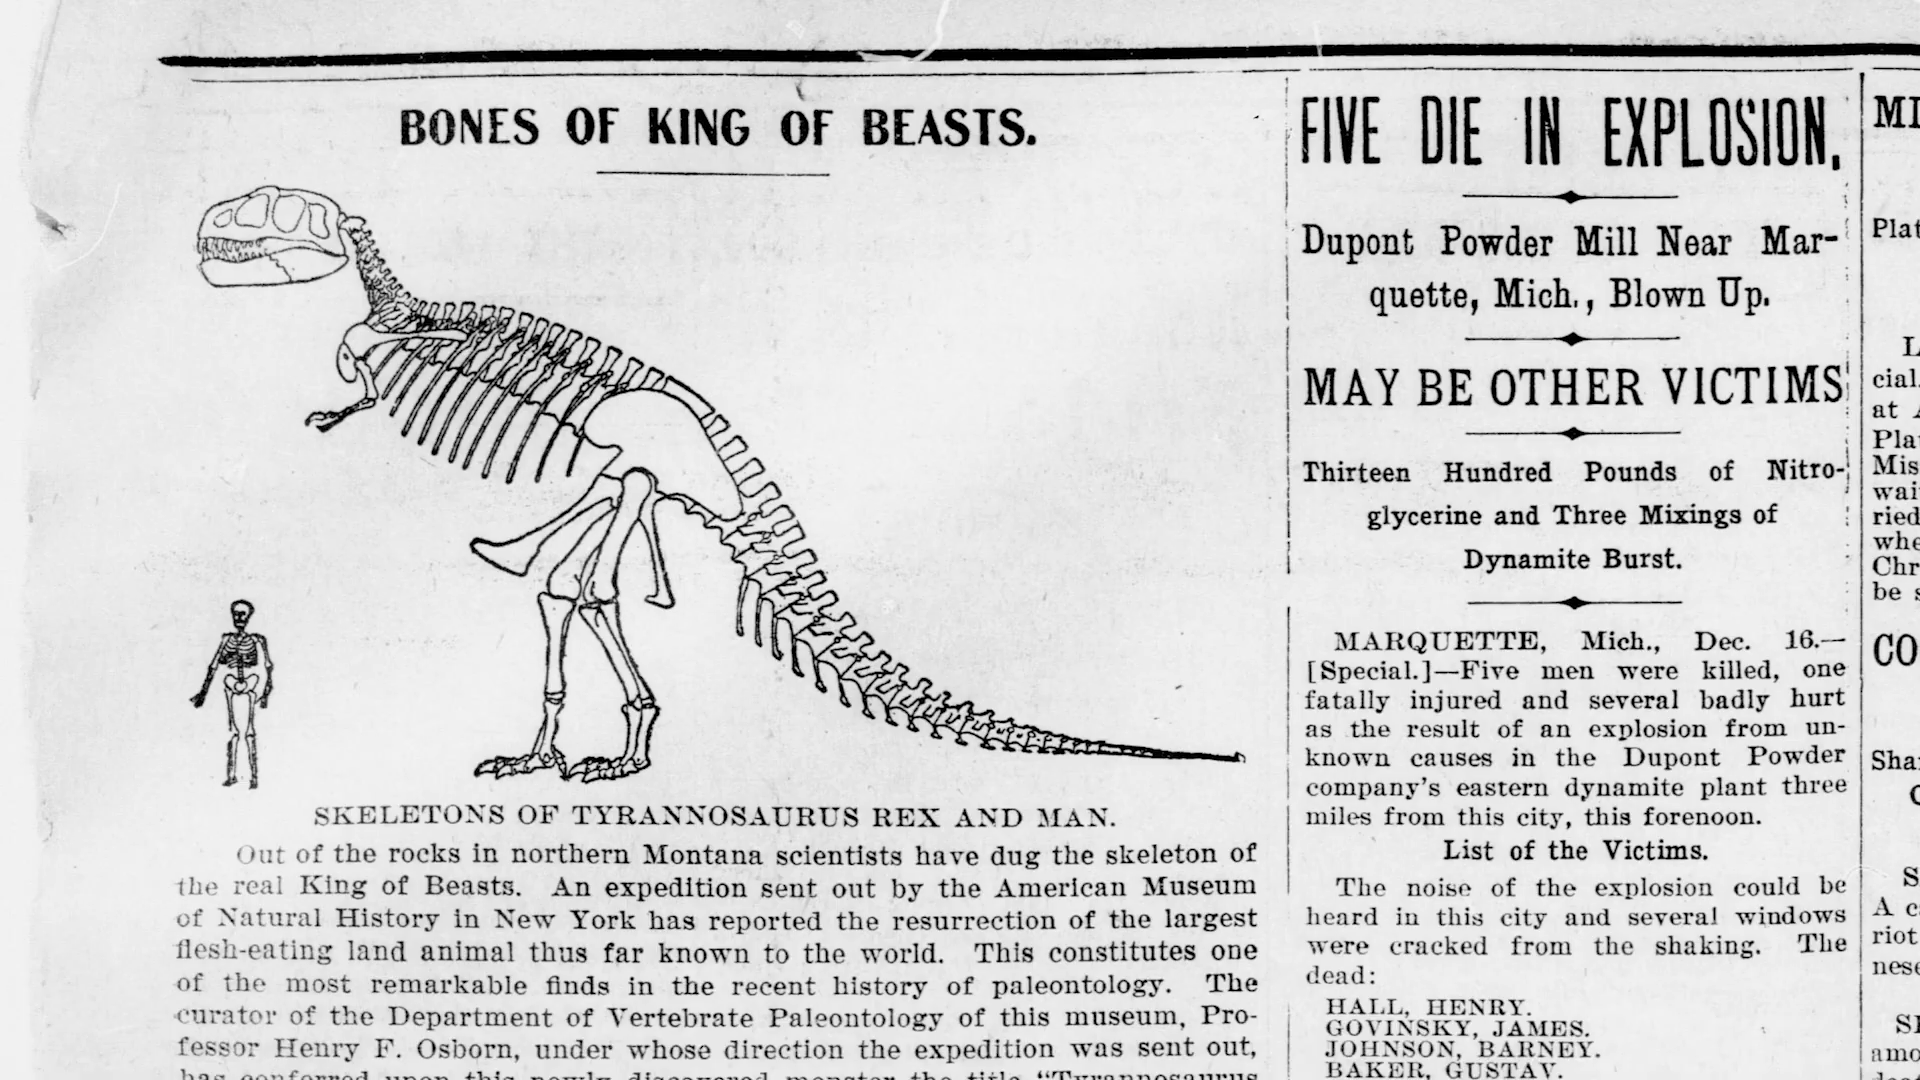 BONES OF KING OF BEASTS.
SKELETONS OF TYRANNOSAURUS REX AND MAN.
Out of the rocks in northern Montana scientists have dug the skeleton of
the real King of Beasts. An expedition sent out by the American Museum
of Natural History in New York has reported the resurrection of the largest
flesh-eating land animal thus far known to the world. This constitutes one
of the most remarkable finds in the recent history of paleontology. The
curator of the Department of Vertebrate Paleontology of this museum, Pro-
fessor Henry F. Osborn, under whose direction the expedition was sent out,
has conferred upon this newly discovered monster the title "Tyrannosaurus
FIVE DIE IN EXPLOSION.
Dupont Powder Mill Near Mar-
quette, Mich., Blown Up.
MAY BE OTHER VICTIMS
Thirteen Hundred Pounds of Nitro-
glycerine and Three Mixings of
Dynamite Burst.
MARQUETTE, Mich., Dec. 16.—
[Special.]—Five men were killed, one
fatally injured and several badly hurt
as the result of an explosion from un-
known causes in the Dupont Powder
company's eastern dynamite plant three
miles from this city, this forenoon.
List of the Victims.
The noise of the explosion could be
heard in this city and several windows
were cracked from the shaking. The
dead:
HALL, HENRY.
GOVINSKY, JAMES.
JOHNSON, BARNEY.
BAKER, GUSTAV.
MI
Plat
cial.
at
Pla
Mis
wai
ried
whe
Chr
be s
CO
Sha
A c
riot
nese
amo